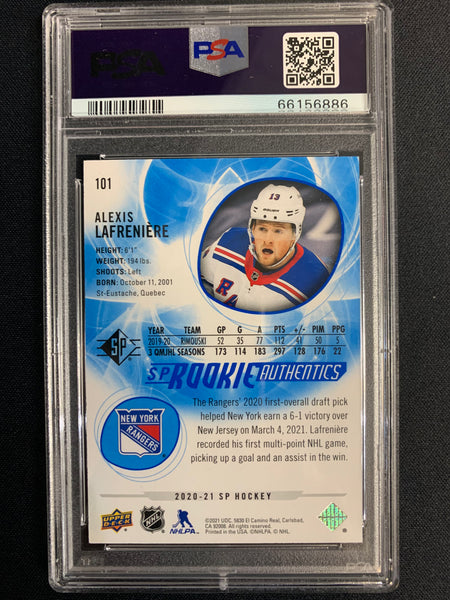 PSA
PSA
66156886
101
ALEXIS
LAFRENIÈRE
HEIGHT: 6'1"
WEIGHT: 194 lbs.
SHOOTS: Left
BORN: October 11, 2001
St-Eustache, Quebec
13
SP
YEAR TEAM GP G A PTS +/- PIM PPG
2019-20 RIMOUSKI 52 35 77 112 41 50 5
3 QMJHL SEASONS 173 114 183 297 128 176 22
SP ROOKIE AUTHENTICS
NEW YORK
RANGERS
The Rangers' 2020 first-overall draft pick
helped New York earn a 6-1 victory over
New Jersey on March 4, 2021. Lafrenière
recorded his first multi-point NHL game,
picking up a goal and an assist in the win.
2020-21 SP HOCKEY
UPPER DECK
NHL
NHLPA
©2021 UDC. 5830 El Camino Real, Carlsbad,
CA 92008. All rights reserved.
Printed in the USA. ©NHLPA. © NHL.